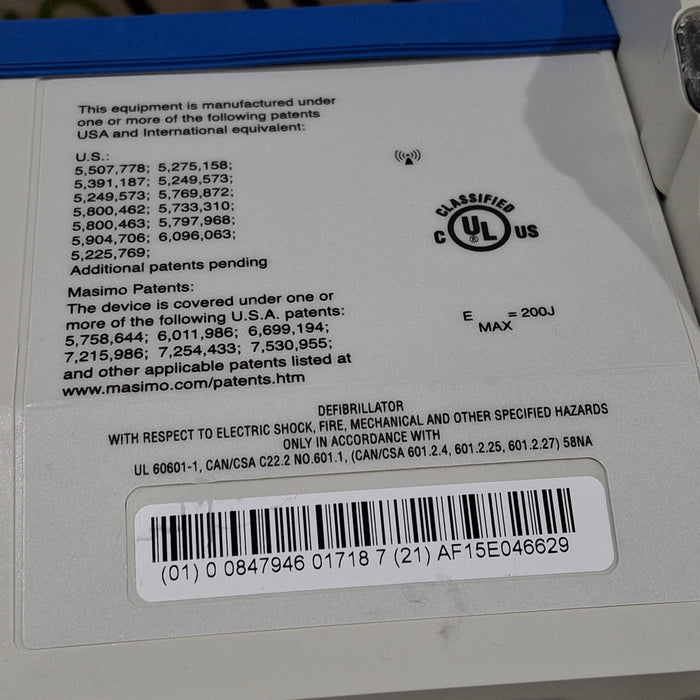 This equipment is manufactured under
one or more of the following patents
USA and International equivalent:
U.S.:
5,507,778; 5,275,158;
5,391,187; 5,249,573;
5,249,573; 5,769,872;
5,800,462; 5,733,310;
5,800,463; 5,797,968;
5,904,706; 6,096,063;
5,225,769;
Additional patents pending
Masimo Patents:
The device is covered under one or
more of the following U.S.A. patents:
5,758,644; 6,011,986; 6,699,194;
7,215,986; 7,254,433; 7,530,955;
and other applicable patents listed at
www.masimo.com/patents.htm
CLASSIFIED
C UL® US
E MAX = 200J
DEFIBRILLATOR
WITH RESPECT TO ELECTRIC SHOCK, FIRE, MECHANICAL AND OTHER SPECIFIED HAZARDS
ONLY IN ACCORDANCE WITH
UL 60601-1, CAN/CSA C22.2 NO.601.1, (CAN/CSA 601.2.4, 601.2.25, 601.2.27) 58NA
(01) 0 0847946 01718 7 (21) AF15E046629